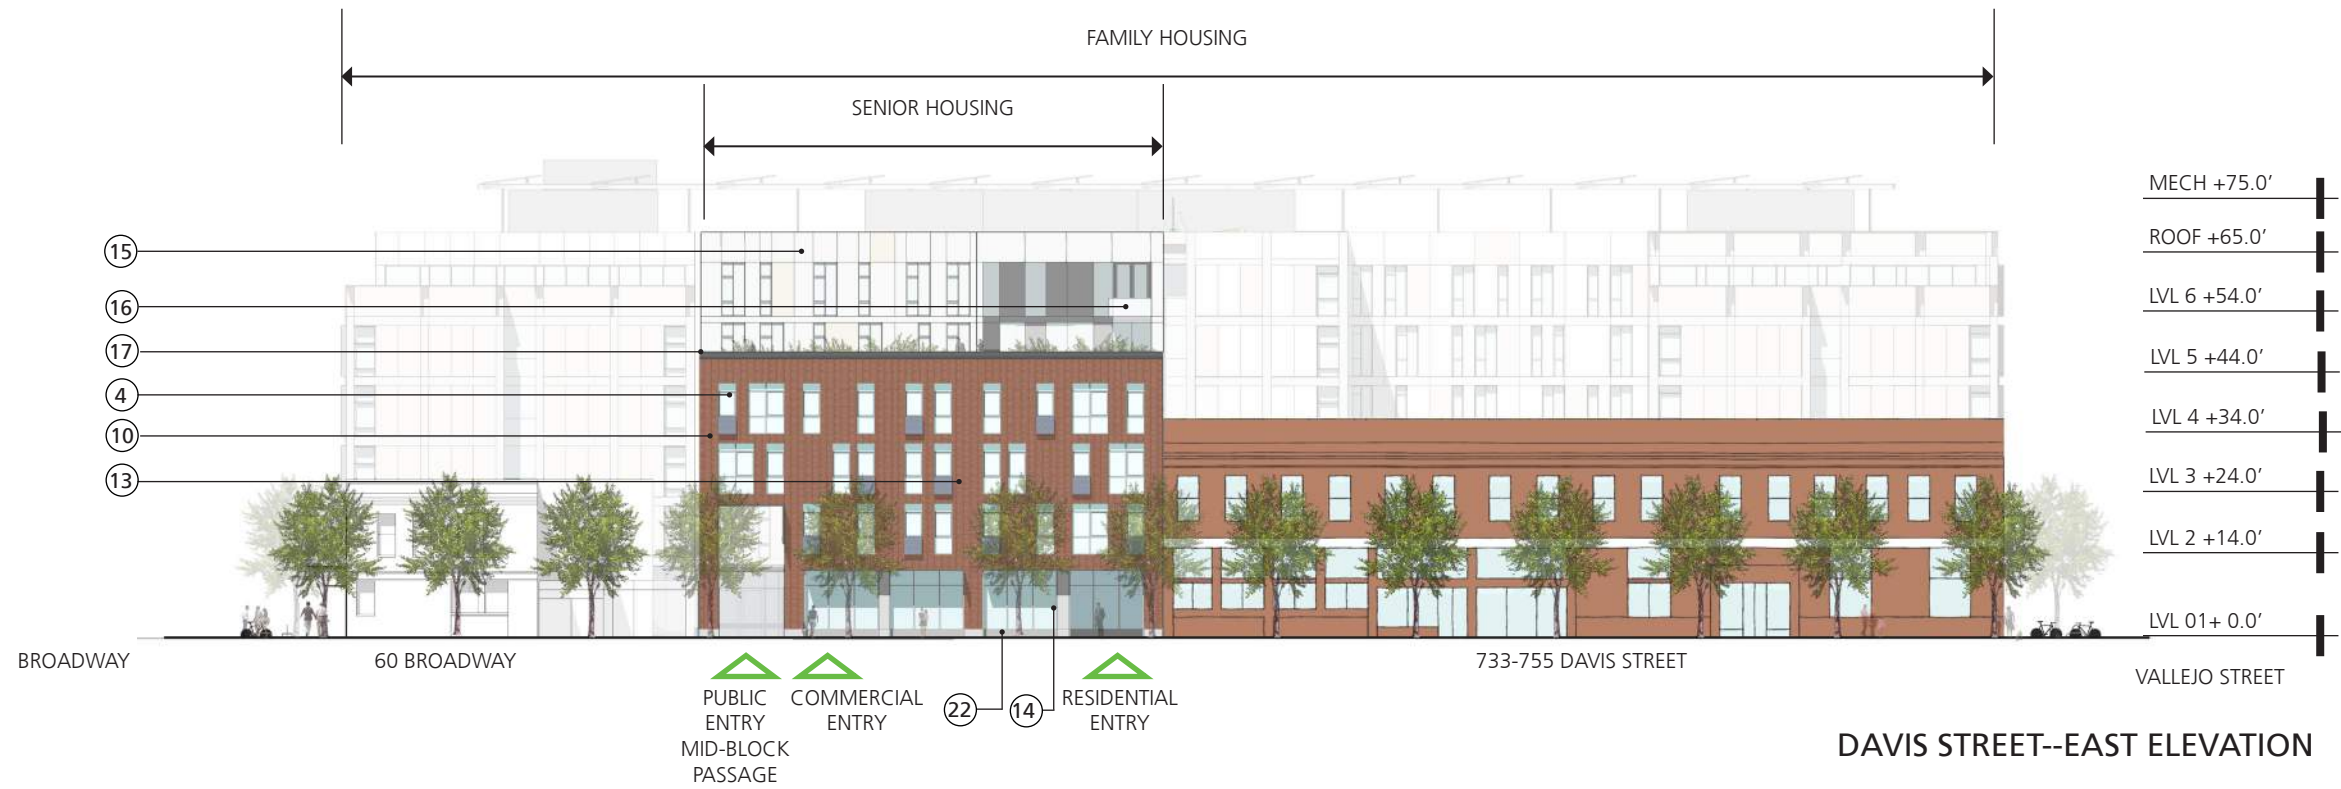 FAMILY HOUSING
SENIOR HOUSING
MECH +75.0'
15
ROOF +65.0'
16
LVL 6 +54.0'
17
LVL 5 +44.0'
4
10
LVL 4 +34.0'
13
LVL 3 +24.0'
LVL 2 +14.0'
LVL 01+ 0.0'
BROADWAY
60 BROADWAY
733-755 DAVIS STREET
VALLEJO STREET
PUBLIC
ENTRY
MID-BLOCK
PASSAGE
COMMERCIAL
ENTRY
22
14
RESIDENTIAL
ENTRY
DAVIS STREET--EAST ELEVATION